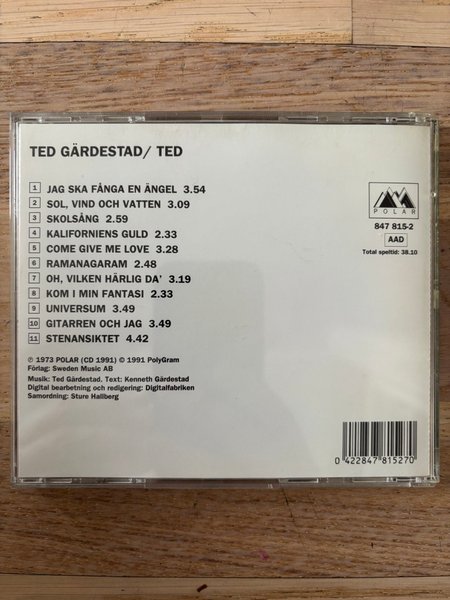 TED GÄRDESTAD/ TED
1 JAG SKA FÅNGA EN ÄNGEL 3.54
2 SOL, VIND OCH VATTEN 3.09
3 SKOLSÅNG 2.59
4 KALIFORNIENS GULD 2.33
5 COME GIVE ME LOVE 3.28
6 RAMANAGARAM 2.48
7 OH, VILKEN HÄRLIG DA' 3.19
8 KOM I MIN FANTASI 2.33
9 UNIVERSUM 3.49
10 GITARREN OCH JAG 3.49
11 STENANSIKTET 4.42
POLAR
847 815-2
AAD
Total speltid: 38.10
℗ 1973 POLAR (CD 1991) © 1991 PolyGram
Förlag: Sweden Music AB
Musik: Ted Gärdestad. Text: Kenneth Gärdestad
Digital bearbetning och redigering: Digitalfabriken
Samordning: Sture Hallberg
0 422847 815270